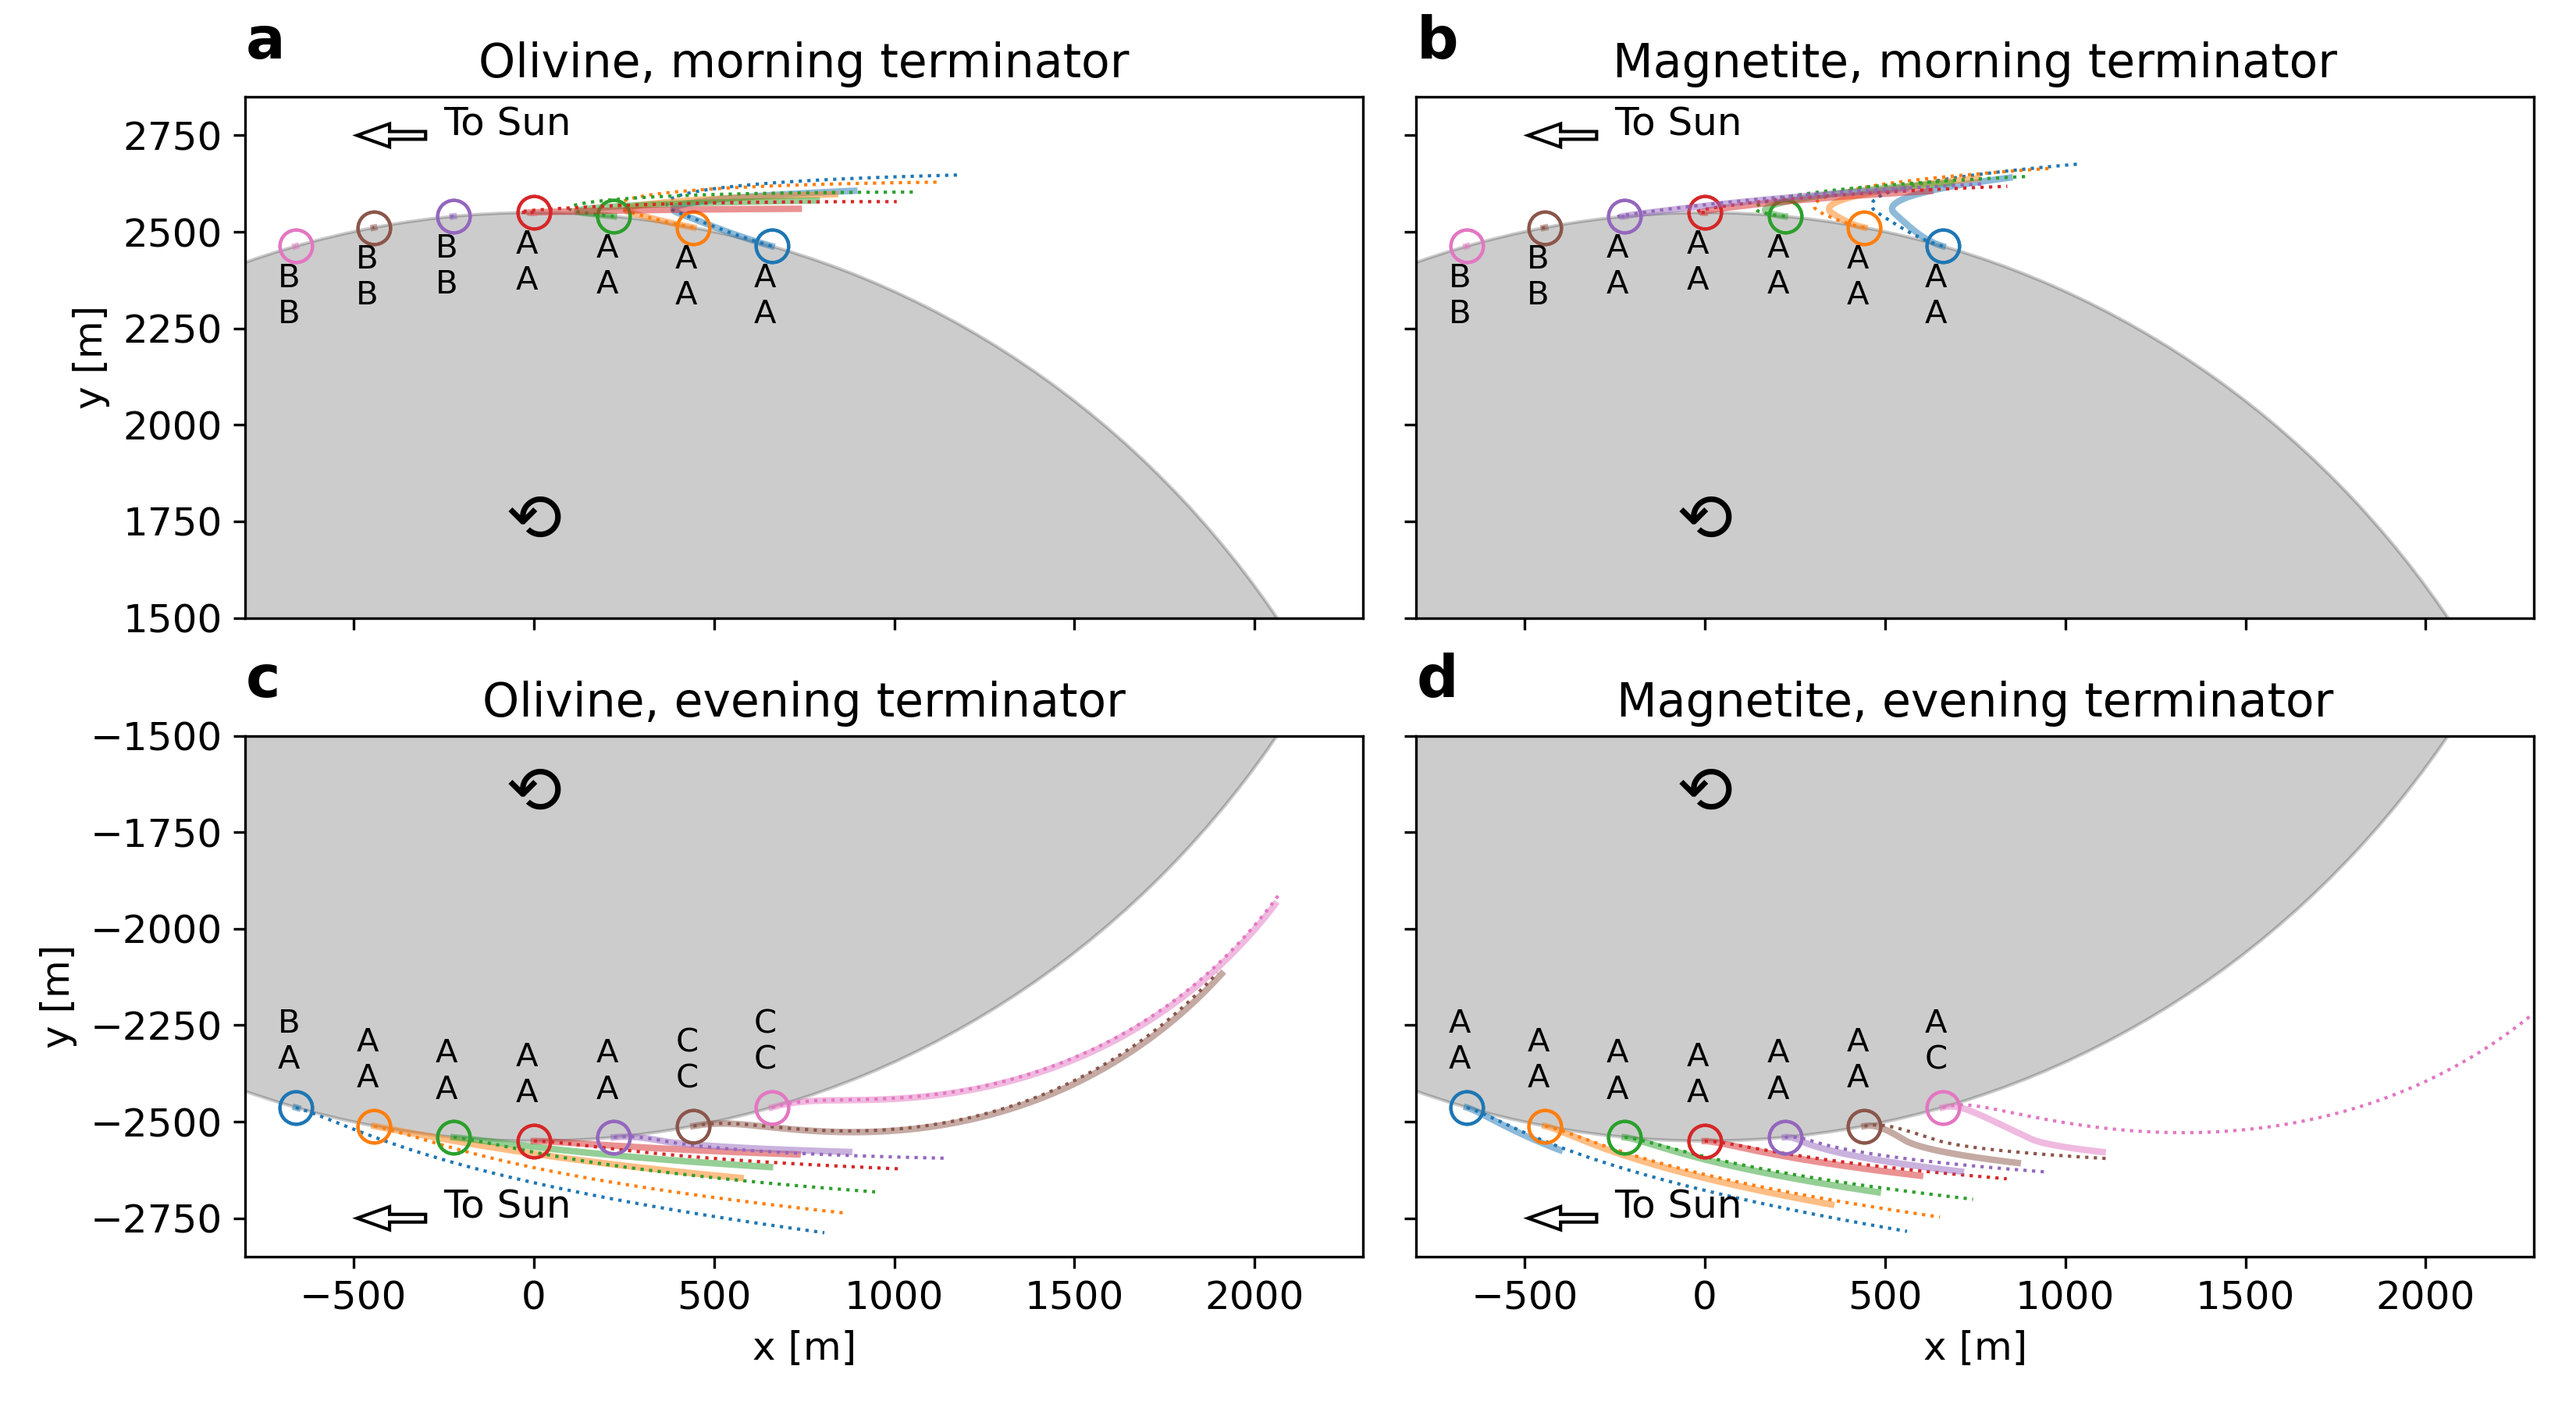 a
Olivine, morning terminator
b
Magnetite, morning terminator
To Sun
To Sun
2750
2500
2250
2000
1750
1500
y [m]
B B B A A A A
B B B A A A A
B B A A A A A
B B A A A A A
⟲
⟲
c
Olivine, evening terminator
d
Magnetite, evening terminator
−1500
−1750
−2000
−2250
−2500
−2750
y [m]
⟲
⟲
B A A A A C C
A A A A A C C
A A A A A A A
A A A A A A C
To Sun
To Sun
−500 0 500 1000 1500 2000
−500 0 500 1000 1500 2000
x [m]
x [m]